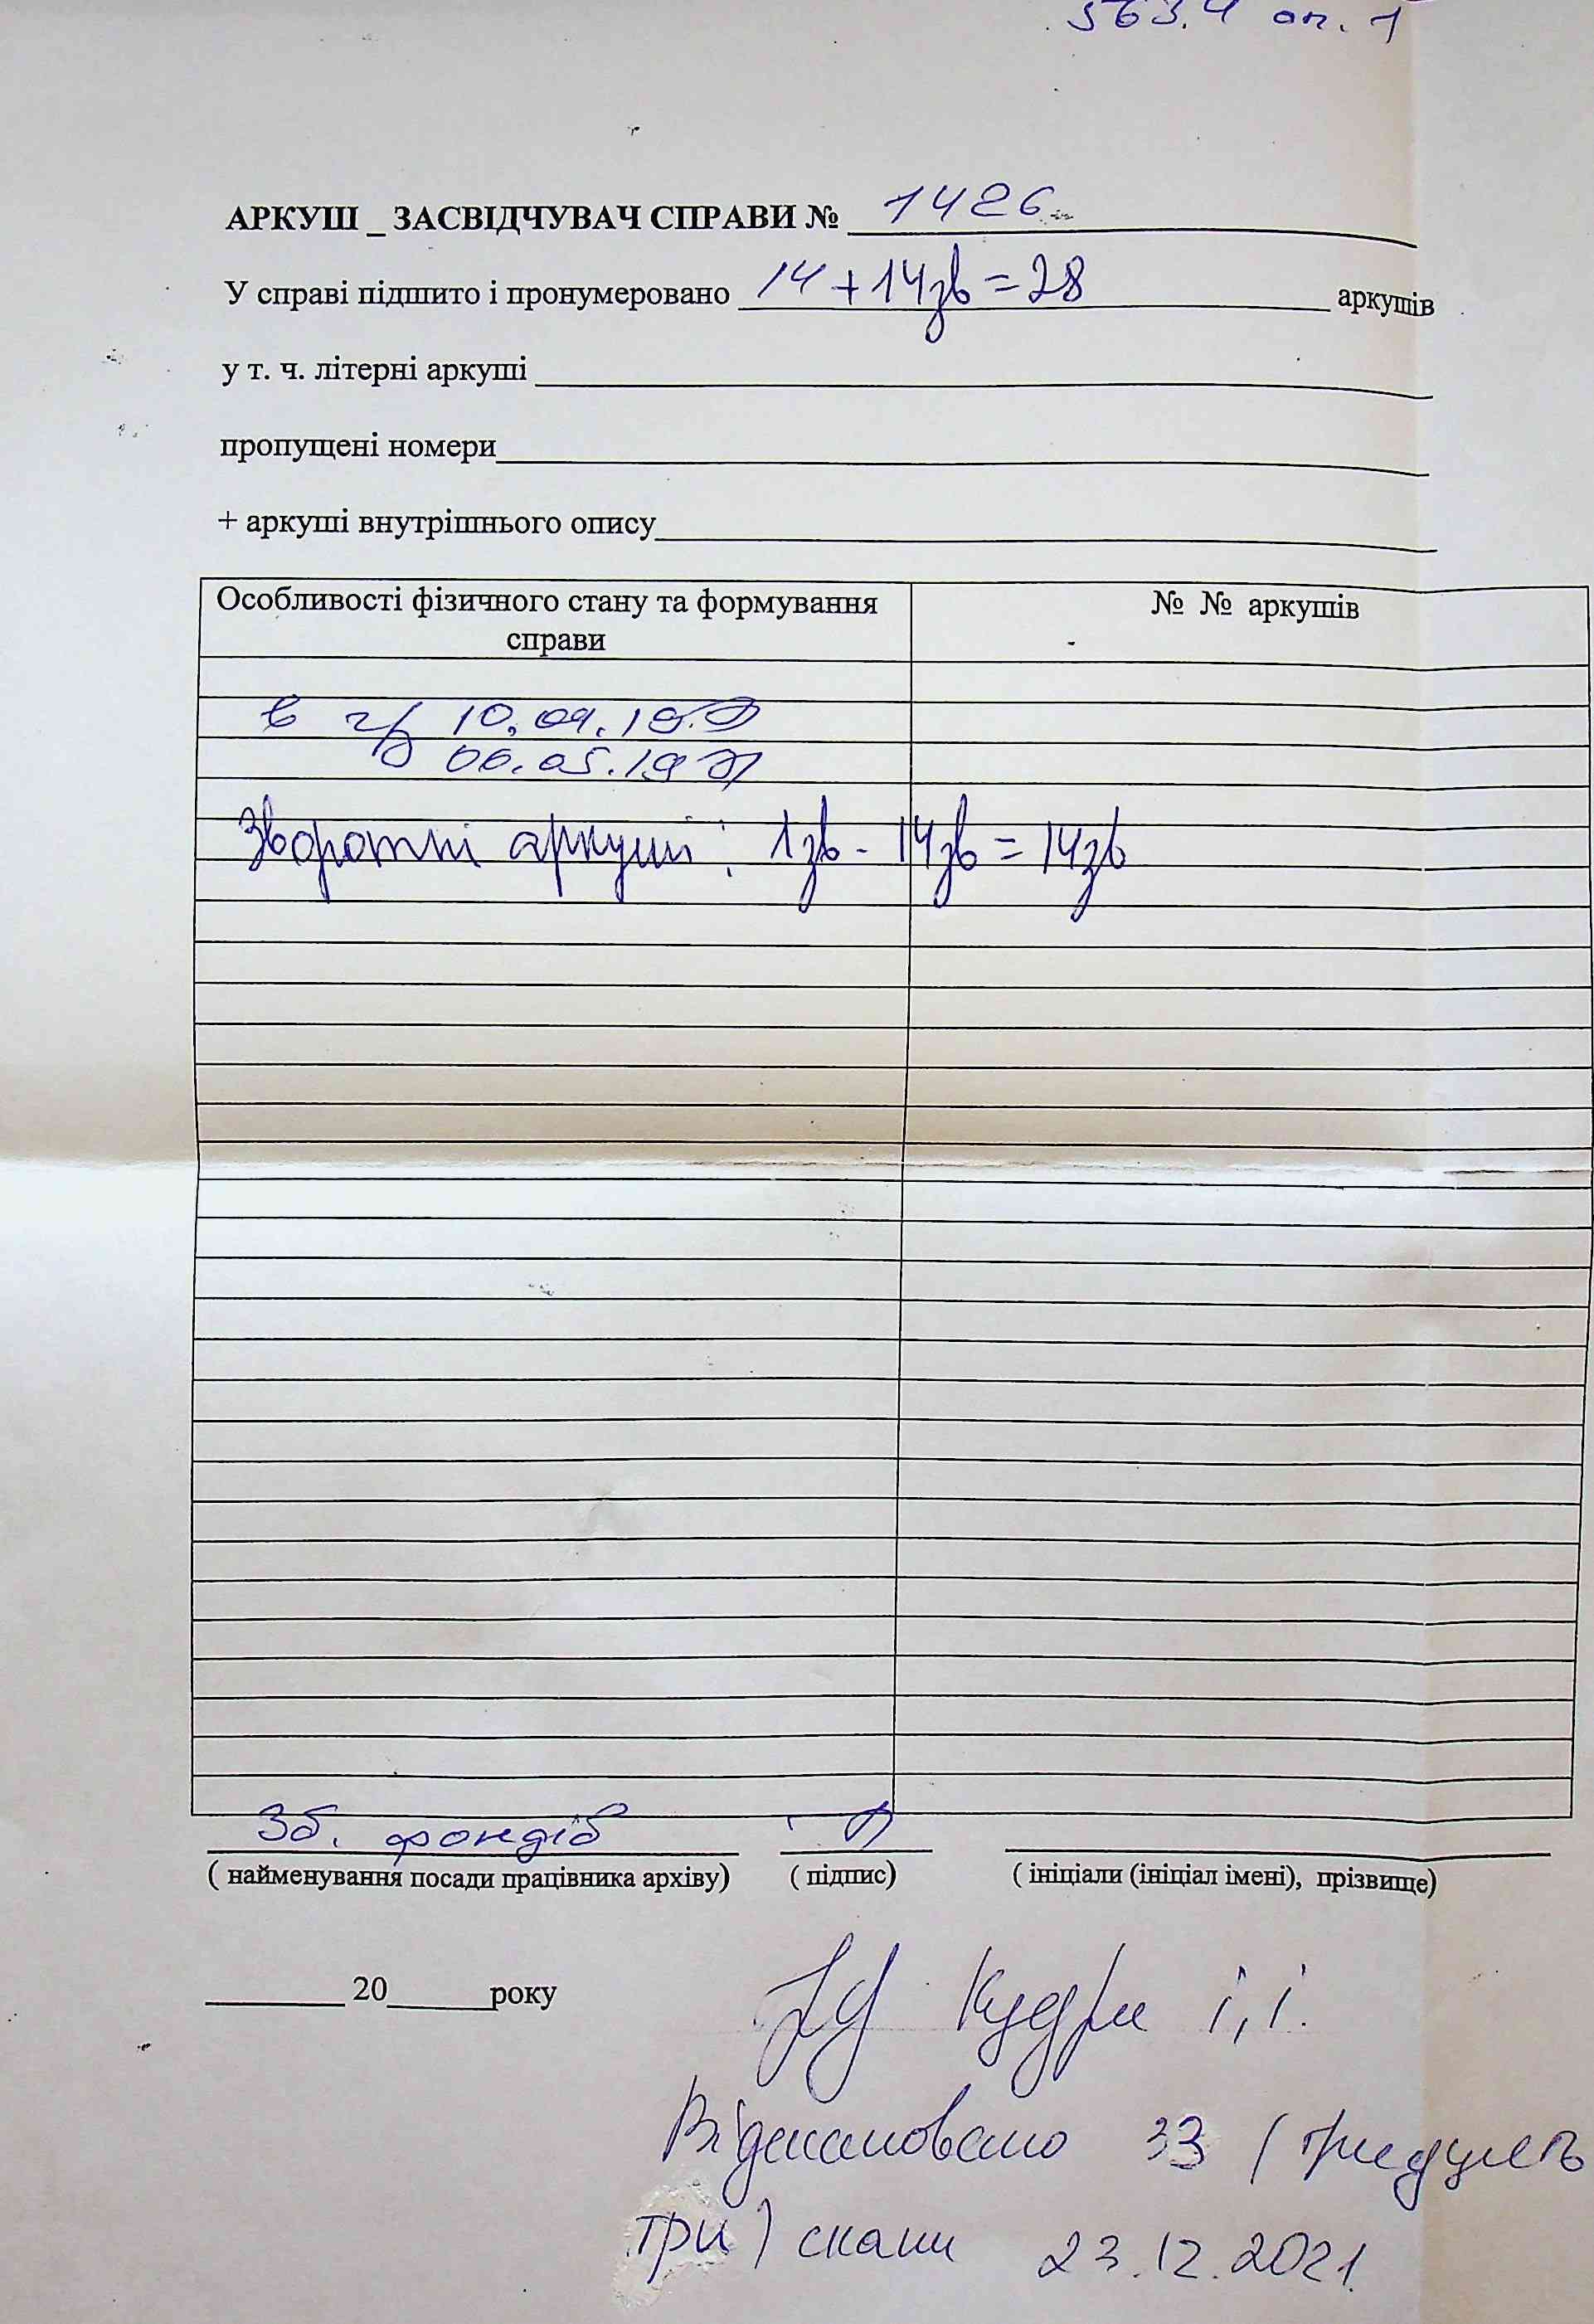 563.4 оп. 1
АРКУШ _ ЗАСВІДЧУВАЧ СПРАВИ № 1426
У справі підшито і пронумеровано 14+14зв=28 аркушів
у т. ч. літерні аркуші
пропущені номери
+ аркуші внутрішнього опису
Особливості фізичного стану та формування справи
№ № аркушів
Зворотні аркуші: 1зв - 14зв = 14зв
Зб. фондів
( найменування посади працівника архіву) ( підпис) ( ініціали (ініціал імені), прізвище)
20 року
і, і.
Відскановано 33 (тридцять
три) скани 23.12.2021.